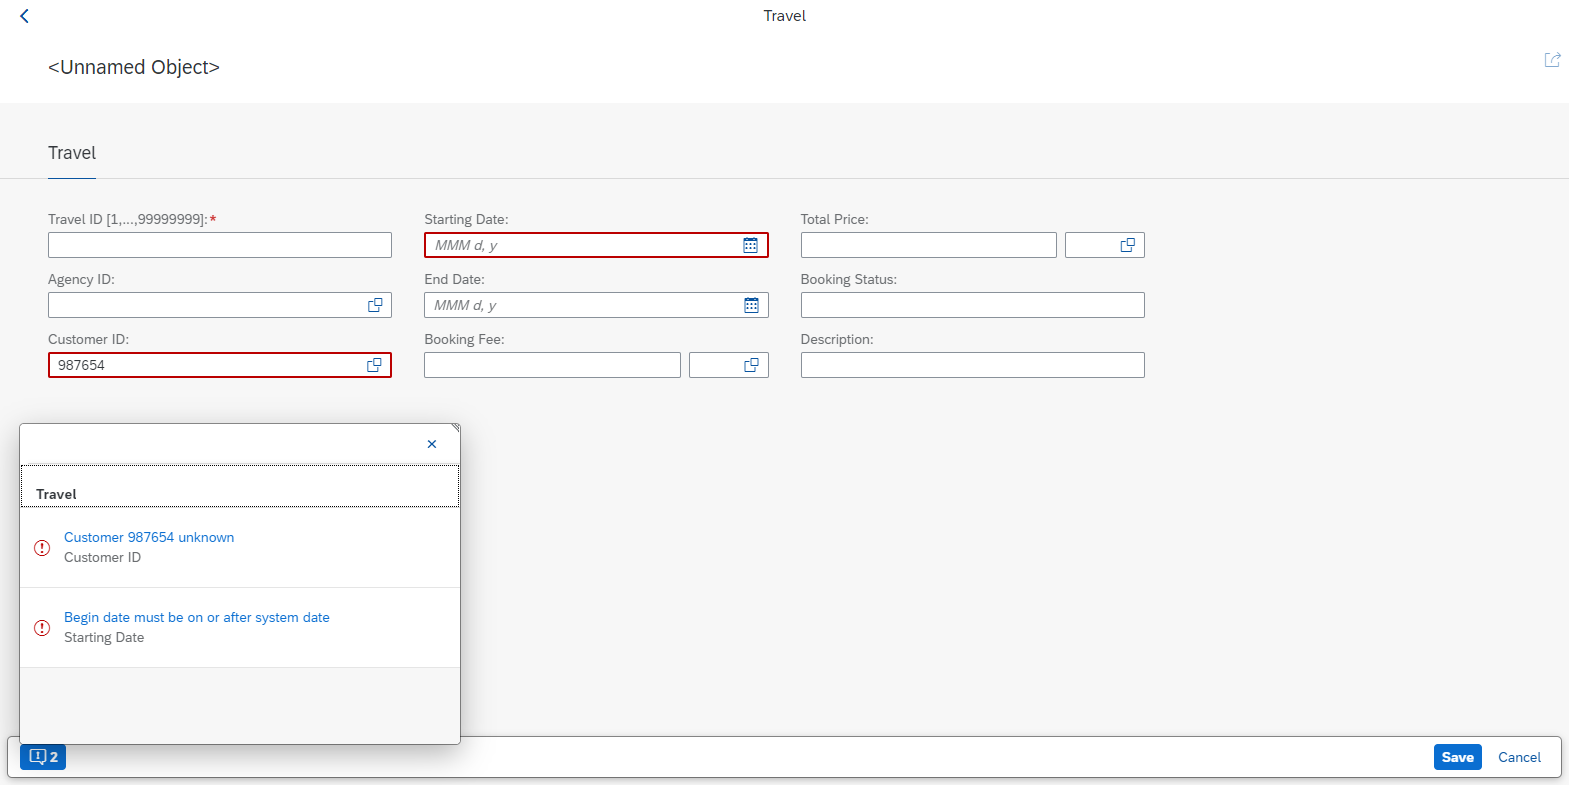 Travel
<Unnamed Object>
Travel
Travel ID [1,...,99999999]:*
Starting Date:
MMM d, y
Total Price:
Agency ID:
End Date:
MMM d, y
Booking Status:
Customer ID:
987654
Booking Fee:
Description:
Travel
Customer 987654 unknown
Customer ID
Begin date must be on or after system date
Starting Date
2
Save
Cancel